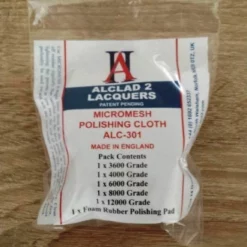 ALCLAD 2
LACQUERS
PATENT PENDING
MICROMESH
POLISHING CLOTH
ALC-301
MADE IN ENGLAND
Pack Contents
1 x 3600 Grade
1 x 4000 Grade
1 x 6000 Grade
1 x 8000 Grade
1 x 12000 Grade
1 x Foam Rubber Polishing Pad